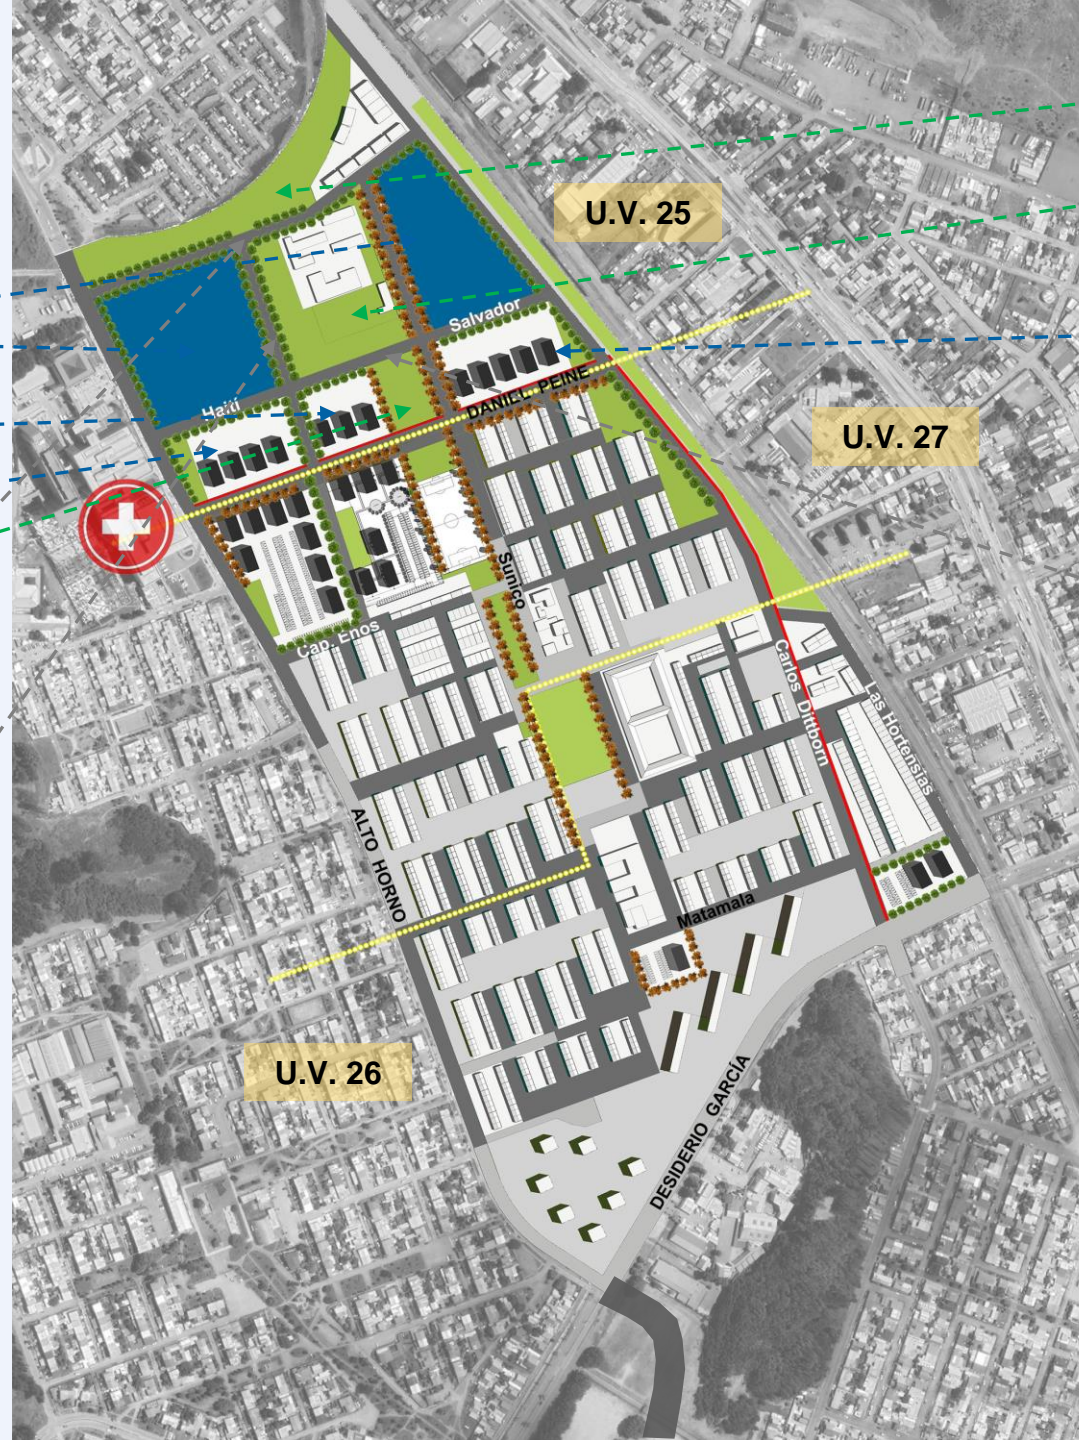 U.V. 25
Salvador
DANIEL PEINE
Haití
U.V. 27
Sunico
Cap. Enos
Carlos Dittborn
Las Hortensias
ALTO HORNO
Matamala
U.V. 26
DESIDERIO GARCÍA